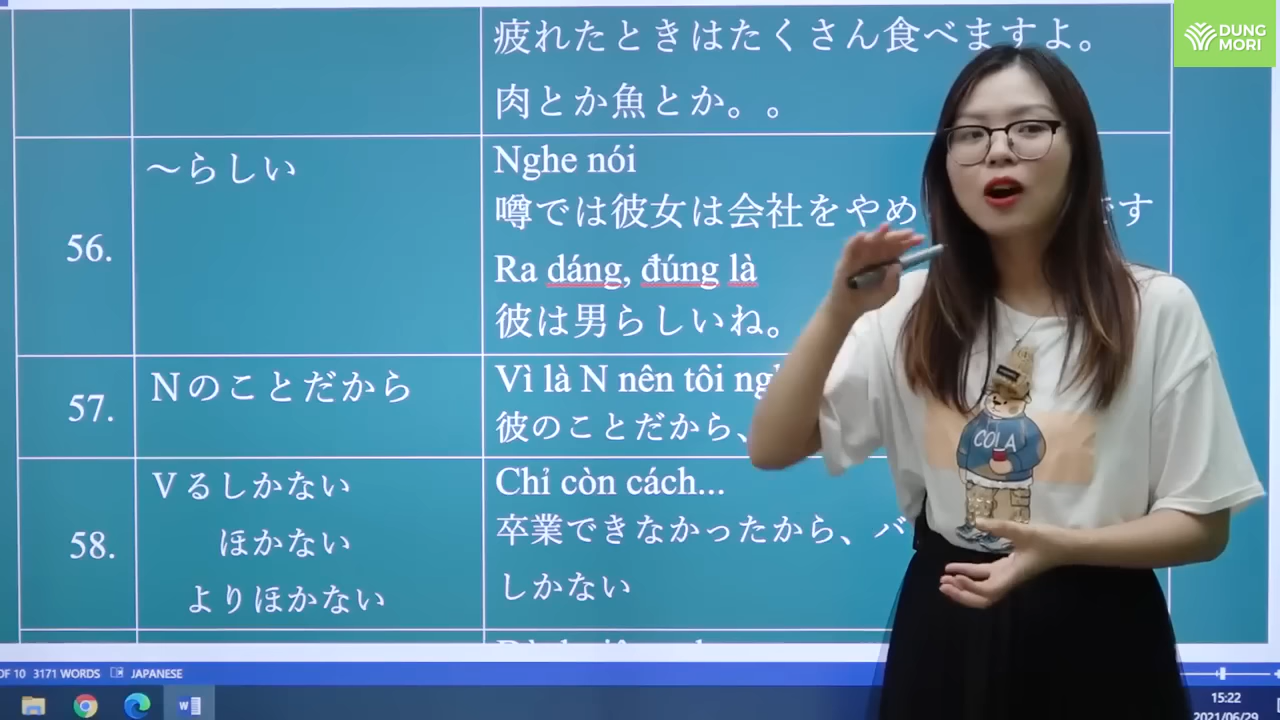 DUNG
MORI
疲れたときはたくさん食べますよ。
肉とか魚とか。。
56.
～らしい
Nghe nói
噂では彼女は会社をやめ
です
Ra dáng, đúng là
彼は男らしいね。
57.
Nのことだから
Vì là N nên tôi
彼のことだから、
58.
Vるしかない
ほかない
よりほかない
Chỉ còn cách...
卒業できなかったから、バ
しかない
COLA
OF 10 3171 WORDS JAPANESE
15:22
2021/06/29